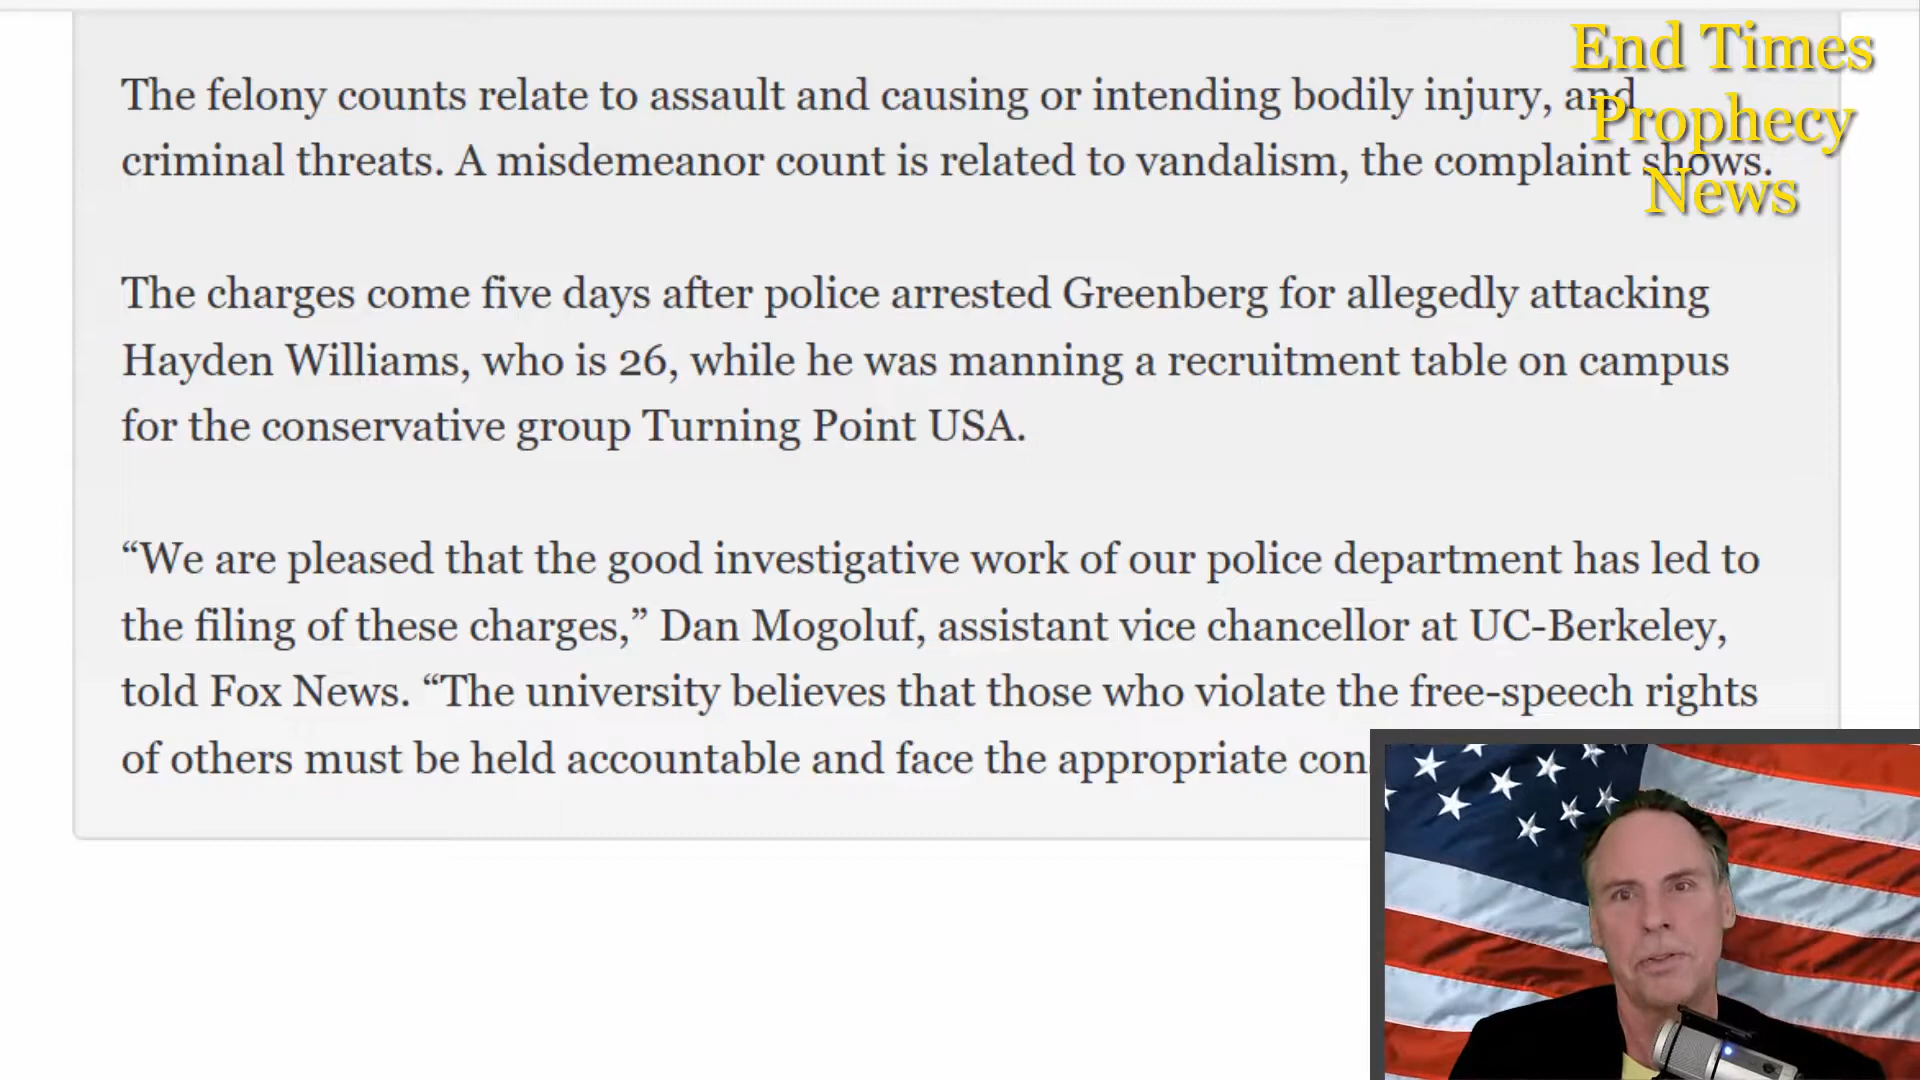 The felony counts relate to assault and causing or intending bodily injury, and
criminal threats. A misdemeanor count is related to vandalism, the complaint shows.
The charges come five days after police arrested Greenberg for allegedly attacking
Hayden Williams, who is 26, while he was manning a recruitment table on campus
for the conservative group Turning Point USA.
“We are pleased that the good investigative work of our police department has led to
the filing of these charges,” Dan Mogoluf, assistant vice chancellor at UC-Berkeley,
told Fox News. “The university believes that those who violate the free-speech rights
of others must be held accountable and face the appropriate
End Times
Prophecy
News